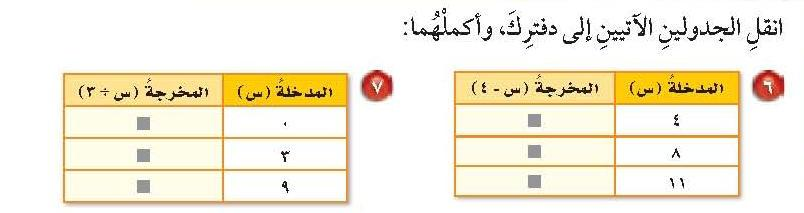 انقلِ الجدولينِ الآتيينِ إلى دفترِكَ، وأكملْهُما:
٦
المدخلةُ (س) المخرجةُ (س - ٤)
٤ ■
٨ ■
١١ ■
٧
المدخلةُ (س) المخرجةُ (س ÷ ٣)
٠ ■
٣ ■
٩ ■